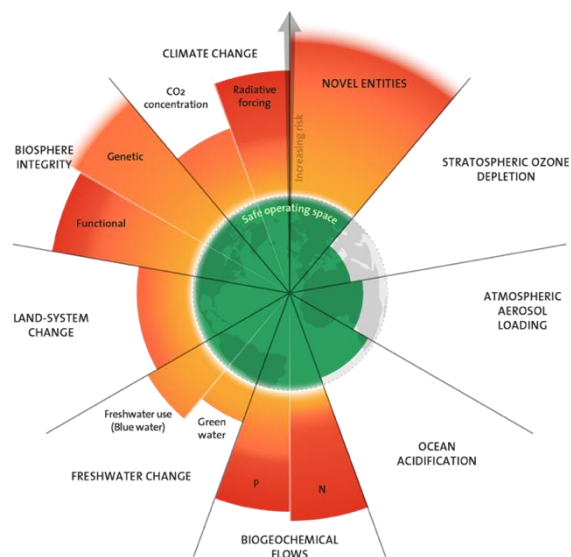 CLIMATE CHANGE
CO2
concentration
Radiative
forcing
NOVEL ENTITIES
Increasing risk
BIOSPHERE
INTEGRITY
Genetic
Functional
STRATOSPHERIC OZONE
DEPLETION
Safe operating space
LAND-SYSTEM
CHANGE
ATMOSPHERIC
AEROSOL
LOADING
Freshwater use
(Blue water)
Green
water
FRESHWATER CHANGE
P
N
OCEAN
ACIDIFICATION
BIOGEOCHEMICAL
FLOWS